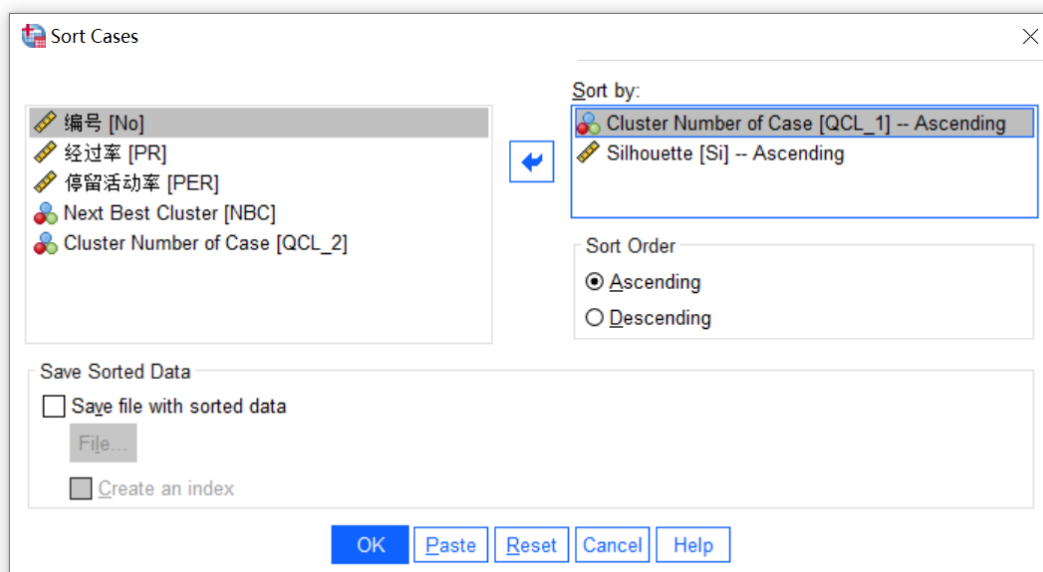 Sort Cases
编号 [No]
经过率 [PR]
停留活动率 [PER]
Next Best Cluster [NBC]
Cluster Number of Case [QCL_2]
Sort by:
Cluster Number of Case [QCL_1] -- Ascending
Silhouette [Si] -- Ascending
Sort Order
Ascending
Descending
Save Sorted Data
Save file with sorted data
File...
Create an index
OK Paste Reset Cancel Help